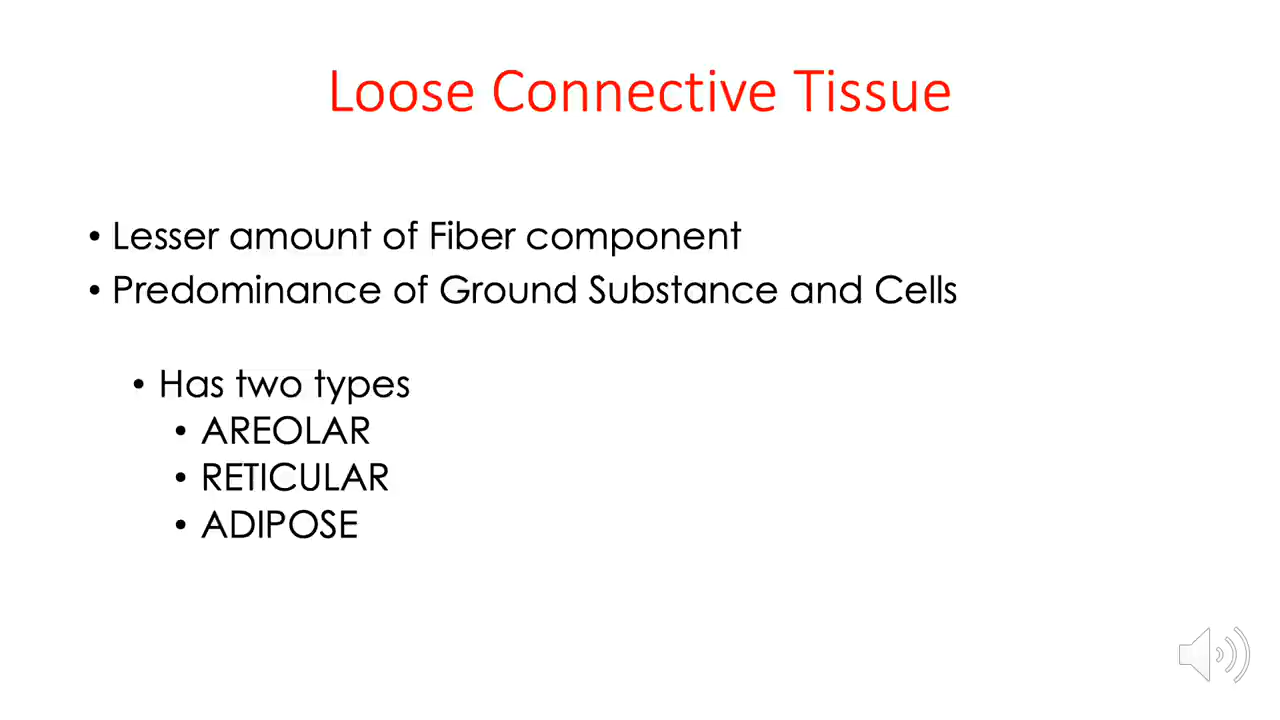 Loose Connective Tissue
• Lesser amount of Fiber component
• Predominance of Ground Substance and Cells
• Has two types
• AREOLAR
• RETICULAR
• ADIPOSE